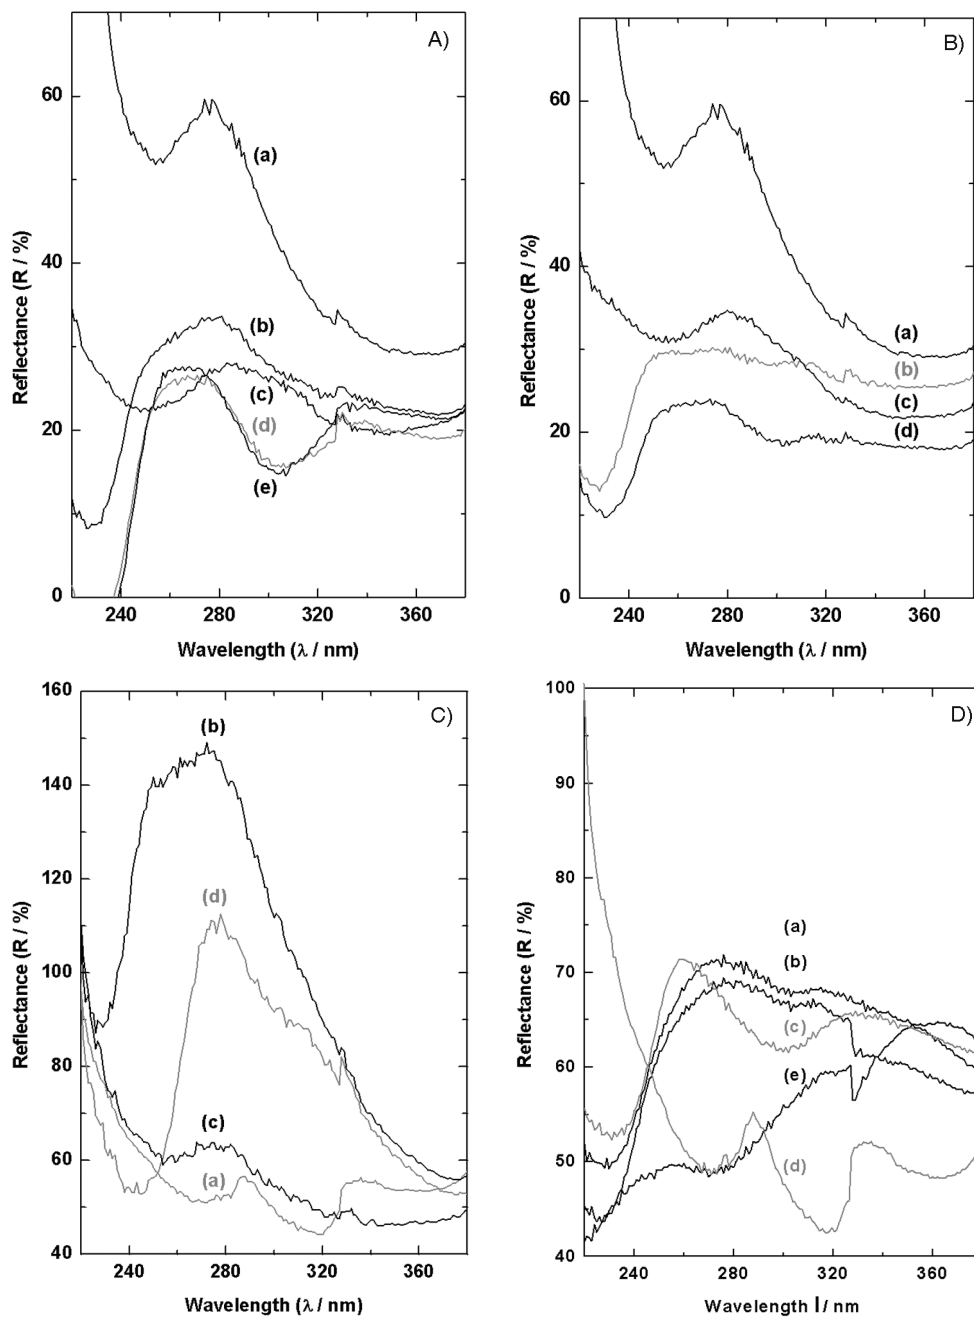 A)
60
40
20
0
240
280
320
360
(a)
(b)
(c)
(d)
(e)
Reflectance (R / %)
Wavelength (λ / nm)
B)
60
40
20
0
240
280
320
360
(a)
(b)
(c)
(d)
Reflectance (R / %)
Wavelength (λ / nm)
C)
160
140
120
100
80
60
40
240
280
320
360
(b)
(d)
(c)
(a)
Reflectance (R / %)
Wavelength (λ / nm)
D)
100
90
80
70
60
50
40
240
280
320
360
(a)
(b)
(c)
(e)
(d)
Reflectance (R / %)
Wavelength l / nm